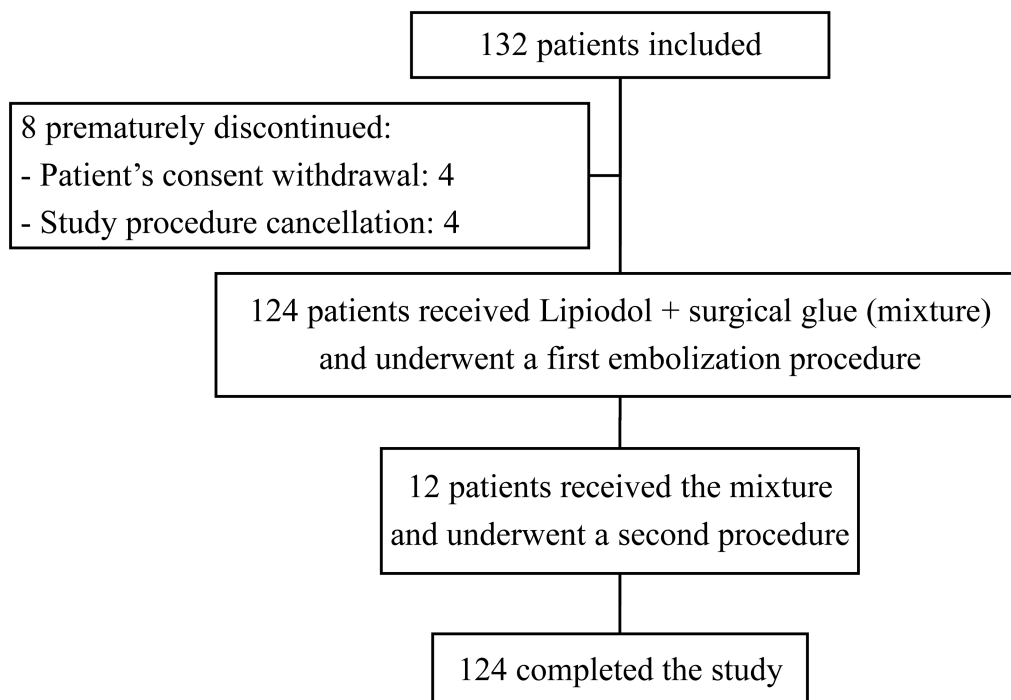 132 patients included
8 prematurely discontinued:
- Patient’s consent withdrawal: 4
- Study procedure cancellation: 4
124 patients received Lipiodol + surgical glue (mixture)
and underwent a first embolization procedure
12 patients received the mixture
and underwent a second procedure
124 completed the study